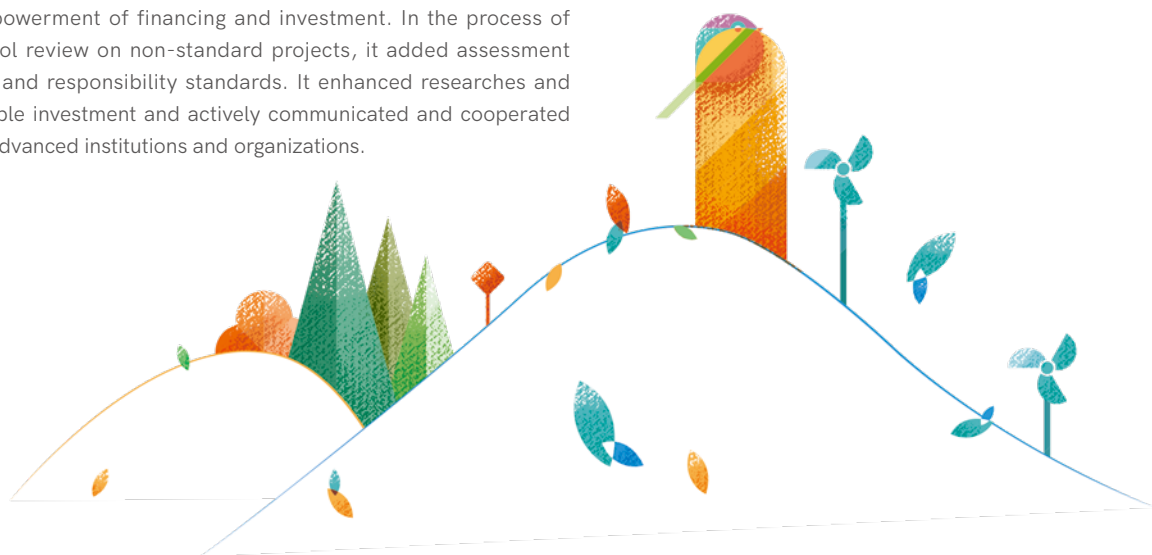 powerment of financing and investment. In the process of
ol review on non-standard projects, it added assessment
and responsibility standards. It enhanced researches and
ble investment and actively communicated and cooperated
dvanced institutions and organizations.